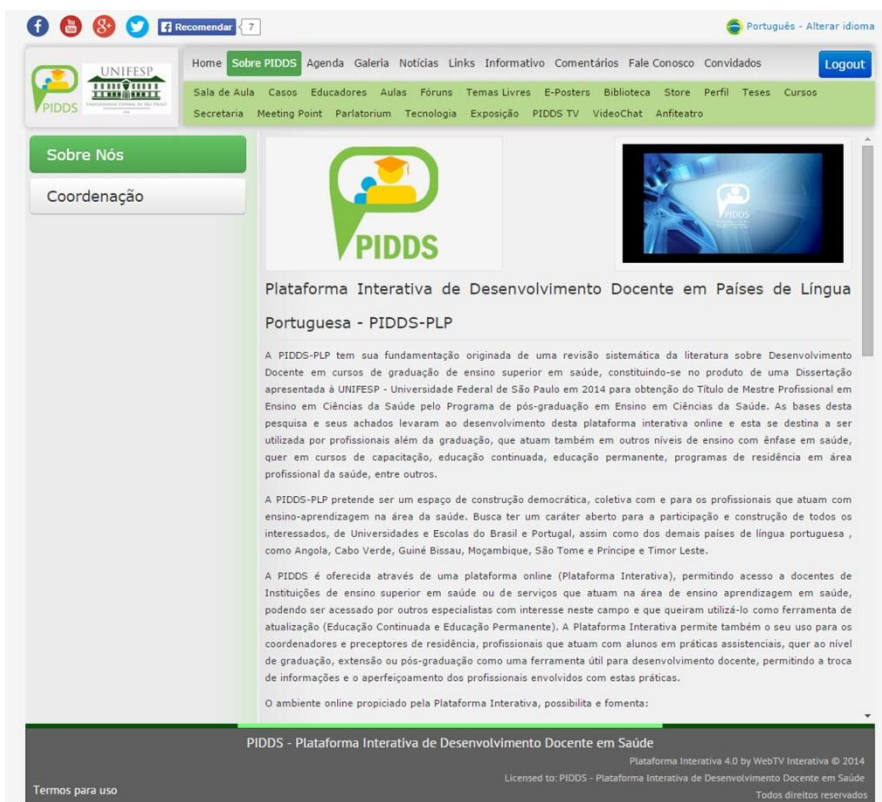 Recomendar 7
Português - Alterar idioma
PIDDS
UNIFESP
Home Sobre PIDDS Agenda Galeria Notícias Links Informativo Comentários Fale Conosco Convidados Logout
Sala de Aula Casos Educadores Aulas Fóruns Temas Livres E-Posters Biblioteca Store Perfil Teses Cursos
Secretaria Meeting Point Parlatorium Tecnologia Exposição PIDDS TV VideoChat Anfiteatro
Sobre Nós
Coordenação
PIDDS
PIDDS
Plataforma Interativa de Desenvolvimento Docente em Países de Língua
Portuguesa - PIDDS-PLP
A PIDDS-PLP tem sua fundamentação originada de uma revisão sistemática da literatura sobre Desenvolvimento
Docente em cursos de graduação de ensino superior em saúde, constituindo-se no produto de uma Dissertação
apresentada à UNIFESP - Universidade Federal de São Paulo em 2014 para obtenção do Título de Mestre Profissional em
Ensino em Ciências da Saúde pelo Programa de pós-graduação em Ensino em Ciências da Saúde. As bases desta
pesquisa e seus achados levaram ao desenvolvimento desta plataforma interativa online e esta se destina a ser
utilizada por profissionais além da graduação, que atuam também em outros níveis de ensino com ênfase em saúde,
quer em cursos de capacitação, educação continuada, educação permanente, programas de residência em área
profissional da saúde, entre outros.
A PIDDS-PLP pretende ser um espaço de construção democrática, coletiva com e para os profissionais que atuam com
ensino-aprendizagem na área da saúde. Busca ter um caráter aberto para a participação e construção de todos os
interessados, de Universidades e Escolas do Brasil e Portugal, assim como dos demais países de língua portuguesa ,
como Angola, Cabo Verde, Guiné Bissau, Moçambique, São Tome e Príncipe e Timor Leste.
A PIDDS é oferecida através de uma plataforma online (Plataforma Interativa), permitindo acesso a docentes de
Instituições de ensino superior em saúde ou de serviços que atuam na área de ensino aprendizagem em saúde,
podendo ser acessado por outros especialistas com interesse neste campo e que queiram utilizá-lo como ferramenta de
atualização (Educação Continuada e Educação Permanente). A Plataforma Interativa permite também o seu uso para os
coordenadores e preceptores de residência, profissionais que atuam com alunos em práticas assistenciais, quer ao nível
de graduação, extensão ou pós-graduação como uma ferramenta útil para desenvolvimento docente, permitindo a troca
de informações e o aperfeiçoamento dos profissionais envolvidos com estas práticas.
O ambiente online propiciado pela Plataforma Interativa, possibilita e fomenta:
PIDDS - Plataforma Interativa de Desenvolvimento Docente em Saúde
Plataforma Interativa 4.0 by WebTV Interativa © 2014
Licensed to: PIDDS - Plataforma Interativa de Desenvolvimento Docente em Saúde
Termos para uso
Todos direitos reservados